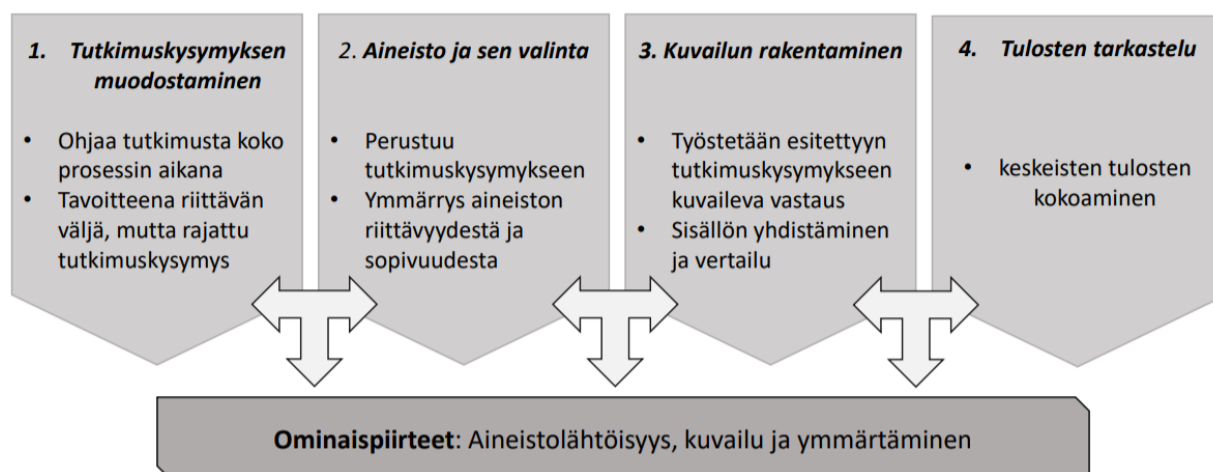 1. Tutkimuskysymyksen
muodostaminen
• Ohjaa tutkimusta koko
prosessin aikana
• Tavoitteena riittävän
väljä, mutta rajattu
tutkimuskysymys
2. Aineisto ja sen valinta
• Perustuu
tutkimuskysymykseen
• Ymmärrys aineiston
riittävyydestä ja
sopivuudesta
3. Kuvailun rakentaminen
• Työstetään esitettyyn
tutkimuskysymykseen
kuvaileva vastaus
• Sisällön yhdistäminen
ja vertailu
4. Tulosten tarkastelu
• keskeisten tulosten
kokoaminen
Ominaispiirteet: Aineistolähtöisyys, kuvailu ja ymmärtäminen